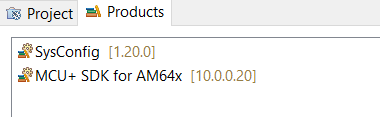 Project Products
SysConfig [1.20.0]
MCU+ SDK for AM64x [10.0.0.20]